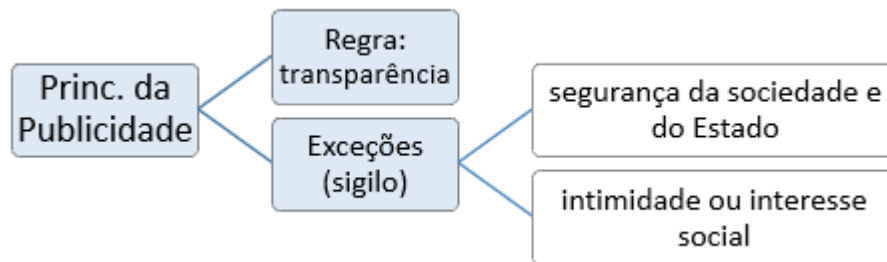 Princ. da
Publicidade
Regra:
transparência
Exceções
(sigilo)
segurança da sociedade e
do Estado
intimidade ou interesse
social